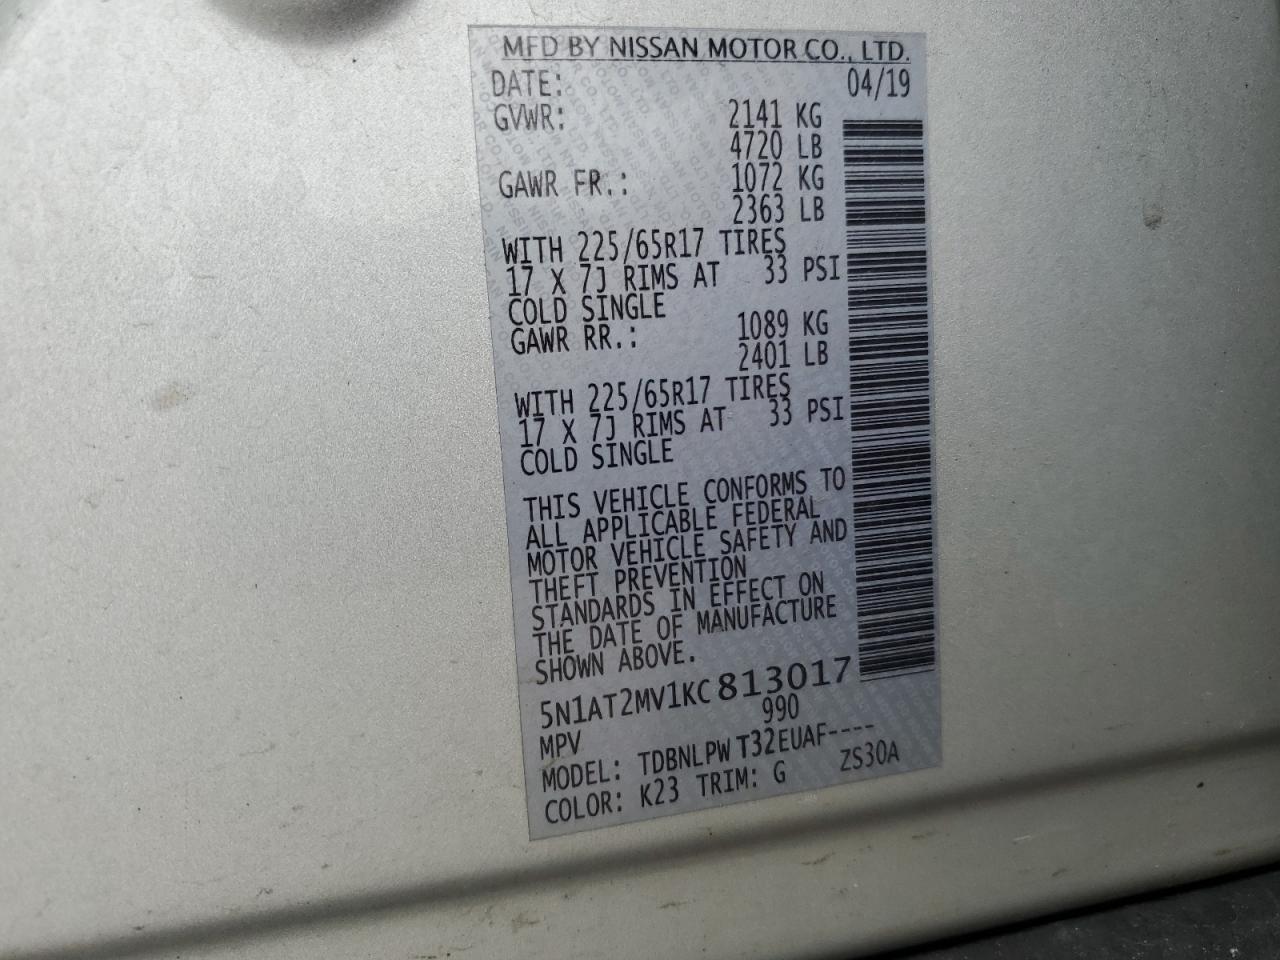 MFD BY NISSAN MOTOR CO., LTD.
DATE: 04/19
GVWR: 2141 KG
4720 LB
GAWR FR.: 1072 KG
2363 LB
WITH 225/65R17 TIRES
17 X 7J RIMS AT 33 PSI
COLD SINGLE
GAWR RR.: 1089 KG
2401 LB
WITH 225/65R17 TIRES
17 X 7J RIMS AT 33 PSI
COLD SINGLE
THIS VEHICLE CONFORMS TO
ALL APPLICABLE FEDERAL
MOTOR VEHICLE SAFETY AND
THEFT PREVENTION
STANDARDS IN EFFECT ON
THE DATE OF MANUFACTURE
SHOWN ABOVE.
5N1AT2MV1KC813017
MPV 990
MODEL: TDBNLPW T32EUAF----
COLOR: K23 TRIM: G ZS30A